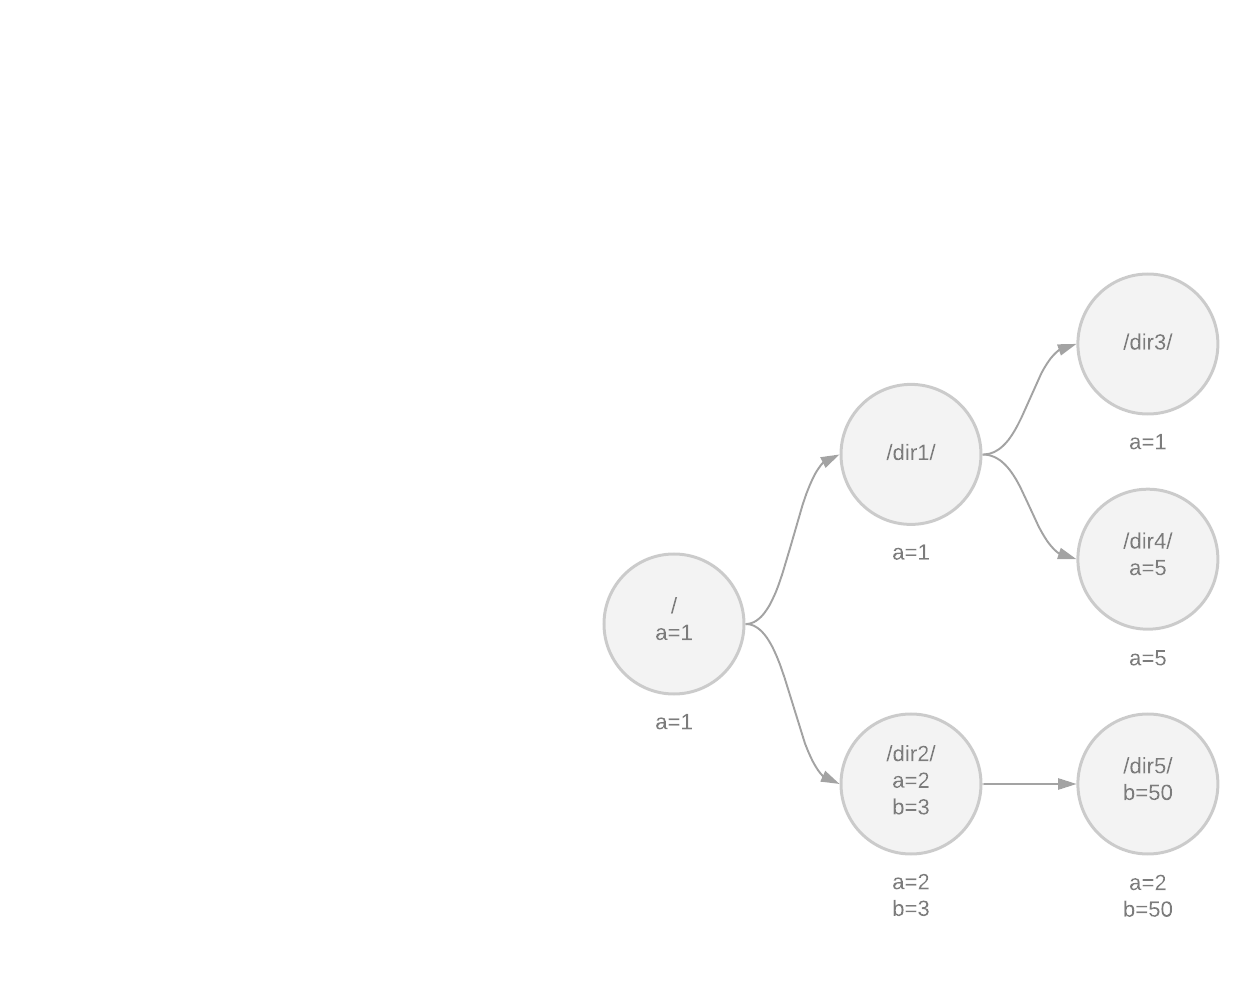 /
a=1
a=1
/dir1/
a=1
/dir2/
a=2
b=3
a=2
b=3
/dir3/
a=1
/dir4/
a=5
a=5
/dir5/
b=50
a=2
b=50